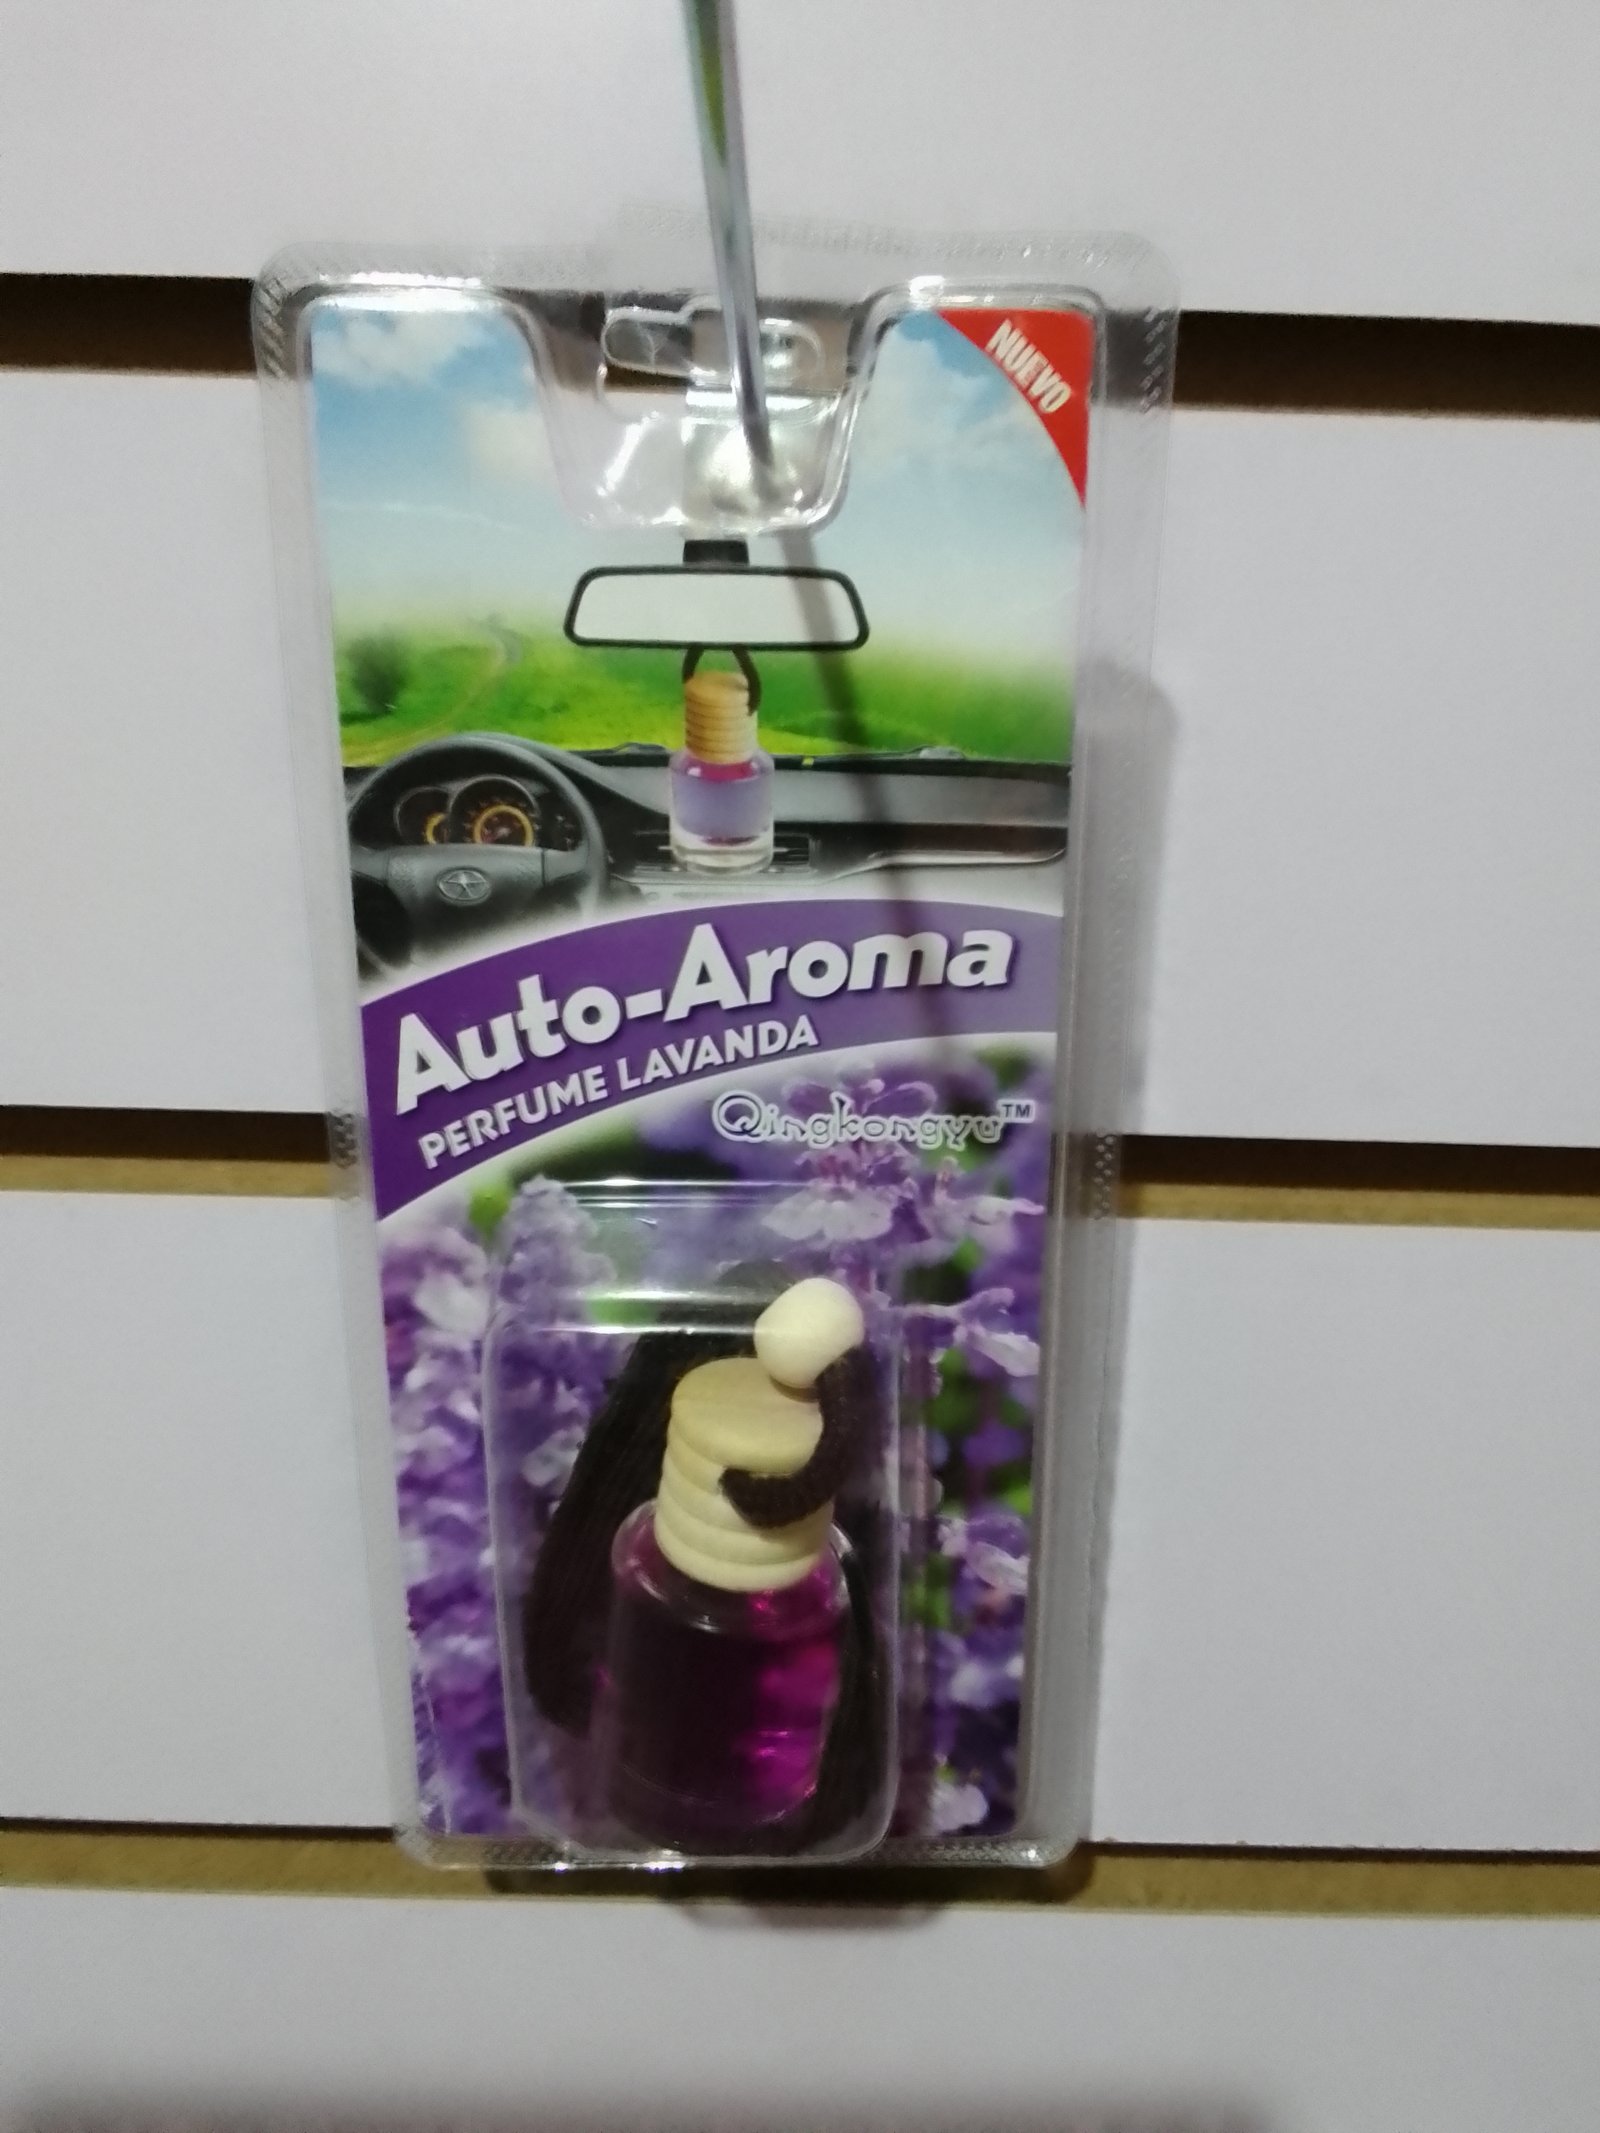 NUEVO
Auto-Aroma
PERFUME LAVANDA
Qingkongyu™